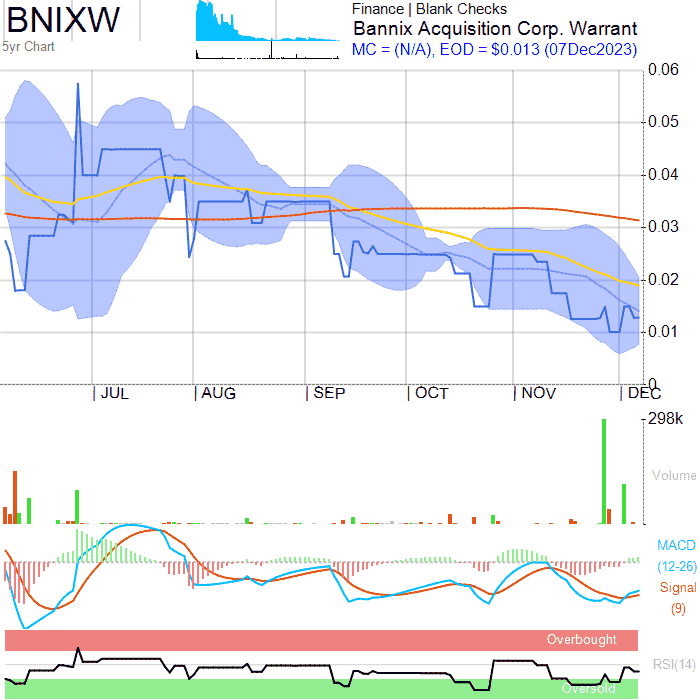 BNIXW
5yr Chart
Finance | Blank Checks
Bannix Acquisition Corp. Warrant
MC = (N/A), EOD = $0.013 (07Dec2023)
0.06
0.05
0.04
0.03
0.02
0.01
0
JUL AUG SEP OCT NOV DEC
298k
Volume
MACD
(12-26)
Signal
(9)
Overbought
RSI(14)
Oversold